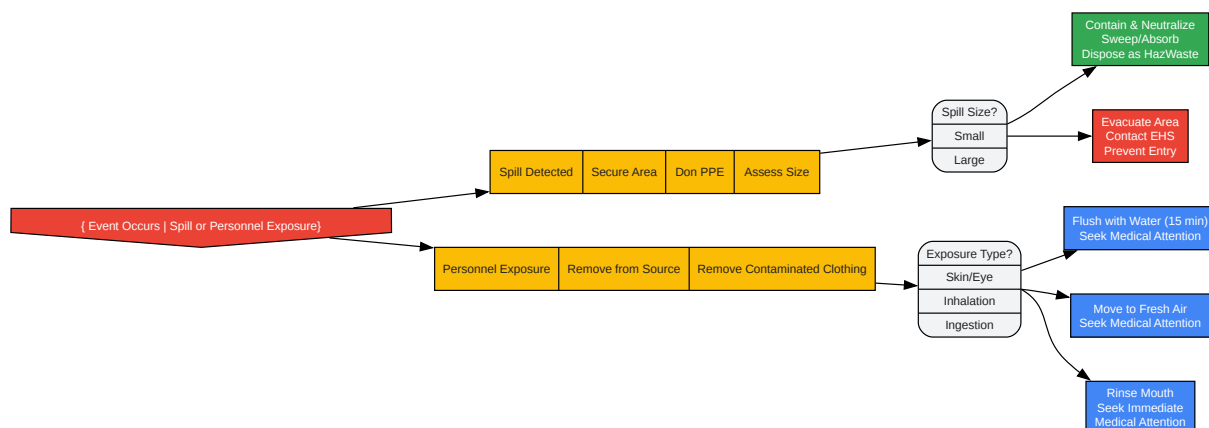 { Event Occurs | Spill or Personnel Exposure}
Spill Detected
Secure Area
Don PPE
Assess Size
Spill Size?
Small
Large
Contain & Neutralize
Sweep/Absorb
Dispose as HazWaste
Evacuate Area
Contact EHS
Prevent Entry
Personnel Exposure
Remove from Source
Remove Contaminated Clothing
Exposure Type?
Skin/Eye
Inhalation
Ingestion
Flush with Water (15 min)
Seek Medical Attention
Move to Fresh Air
Seek Medical Attention
Rinse Mouth
Seek Immediate
Medical Attention